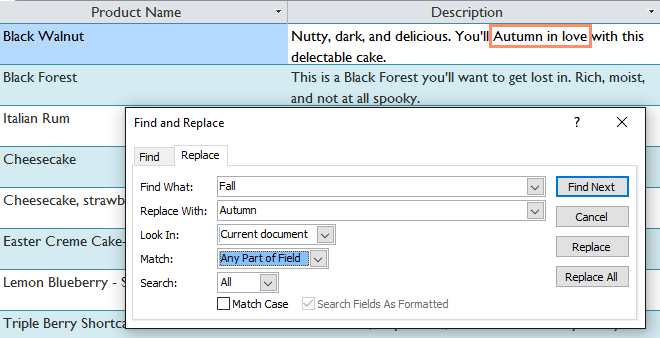 Product Name Description
Black Walnut Nutty, dark, and delicious. You'll Autumn in love with this
delectable cake.
Black Forest This is a Black Forest you'll want to get lost in. Rich, moist,
and not at all spooky.
Italian Rum
Cheesecake
Cheesecake, strawb
Easter Creme Cake-
Lemon Blueberry - S
Triple Berry Shortca
Find and Replace ? ×
Find Replace
Find What: Fall Find Next
Replace With: Autumn Cancel
Look In: Current document
Match: Any Part of Field Replace
Search: All Replace All
Match Case Search Fields As Formatted